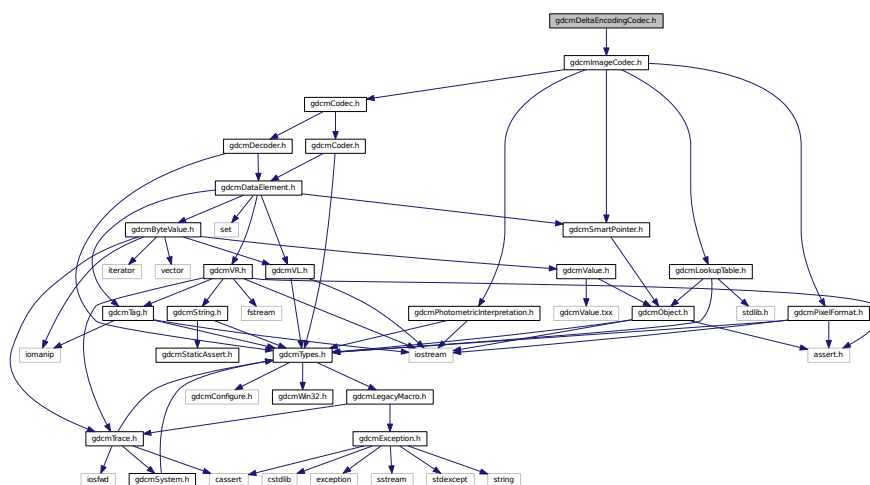 gdcmDeltaEncodingCodec.h
gdcmImageCodec.h
gdcmCodec.h
gdcmDecoder.h
gdcmCoder.h
gdcmDataElement.h
gdcmByteValue.h
set
gdcmSmartPointer.h
iterator
vector
gdcmVR.h
gdcmVL.h
gdcmValue.h
gdcmLookupTable.h
gdcmTag.h
gdcmString.h
fstream
gdcmPhotometricInterpretation.h
gdcmValue.txx
gdcmObject.h
stdlib.h
gdcmPixelFormat.h
iomanip
gdcmStaticAssert.h
gdcmTypes.h
iostream
assert.h
gdcmConfigure.h
gdcmWin32.h
gdcmLegacyMacro.h
gdcmTrace.h
gdcmException.h
iosfwd
gdcmSystem.h
cassert
cstdlib
exception
sstream
stdexcept
string